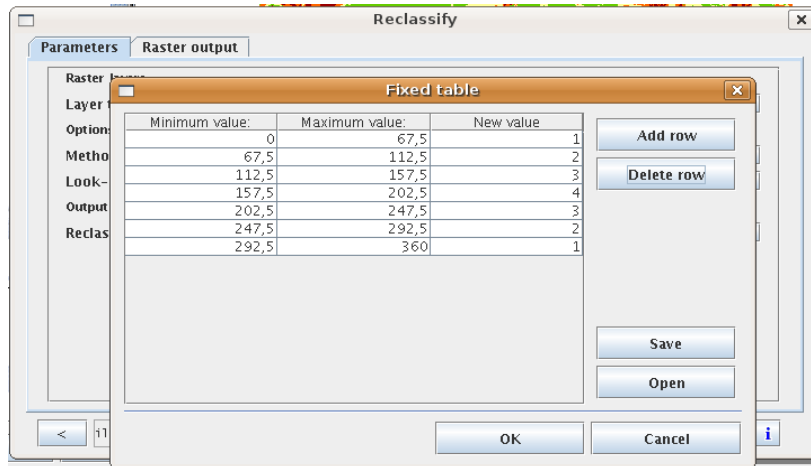 Reclassify
Parameters Raster output
Raster
Layer
Fixed table
Option
Metho
Look-
Output
Reclas
Minimum value: Maximum value: New value
0 67,5 1
67,5 112,5 2
112,5 157,5 3
157,5 202,5 4
202,5 247,5 3
247,5 292,5 2
292,5 360 1
Add row
Delete row
Save
Open
OK Cancel
<
i